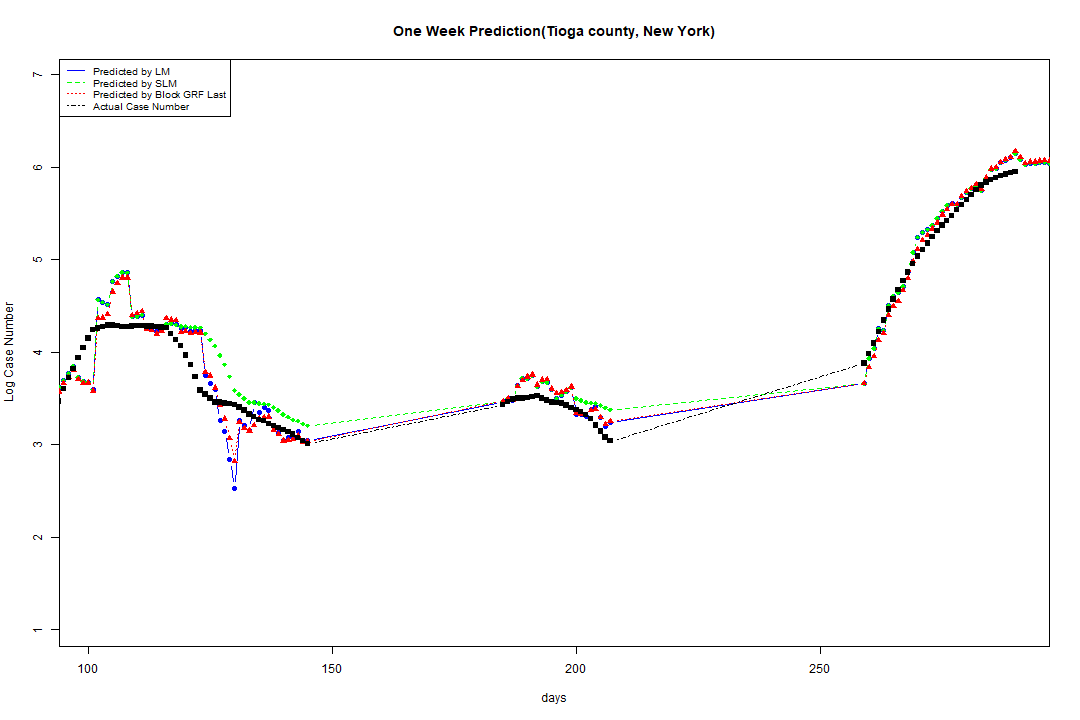 One Week Prediction(Tioga county, New York)
Predicted by LM
Predicted by SLM
Predicted by Block GRF Last
Actual Case Number
7
6
5
4
3
2
1
Log Case Number
100 150 200 250
days